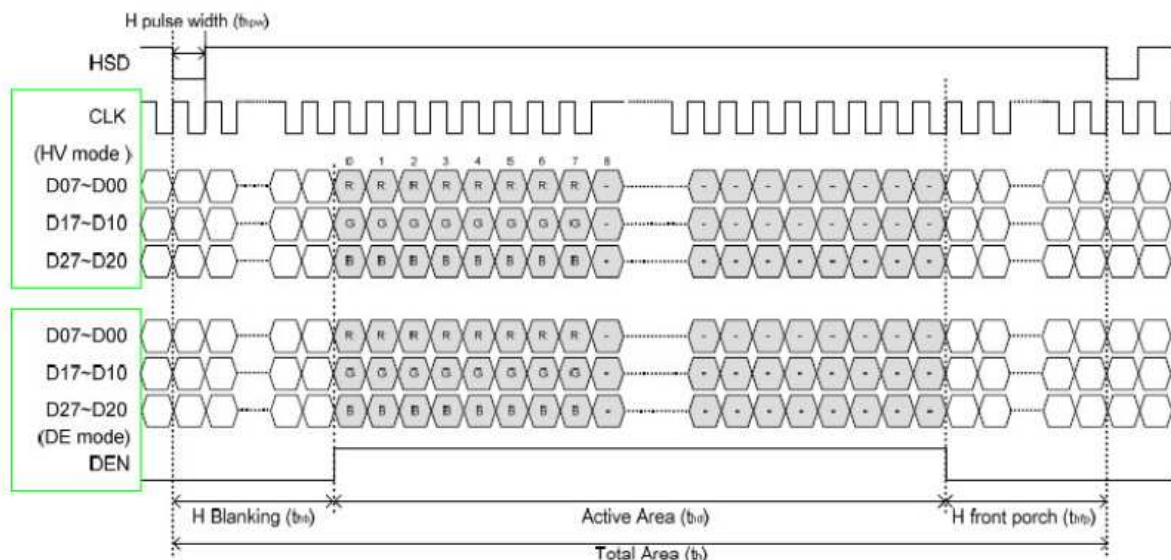 H pulse width (thpw)
HSD
CLK
(HV mode )
0 1 2 3 4 5 6 7 8
D07~D00 R R R R R R R R - - - - - - - - -
D17~D10 G G G G G G G G - - - - - - - - -
D27~D20 B B B B B B B B - - - - - - - - -
D07~D00 R R R R R R R R - - - - - - - - -
D17~D10 G G G G G G G G - - - - - - - - -
D27~D20 B B B B B B B B - - - - - - - - -
(DE mode)
DEN
H Blanking (thb) Active Area (thd) H front porch (thfp)
Total Area (th)